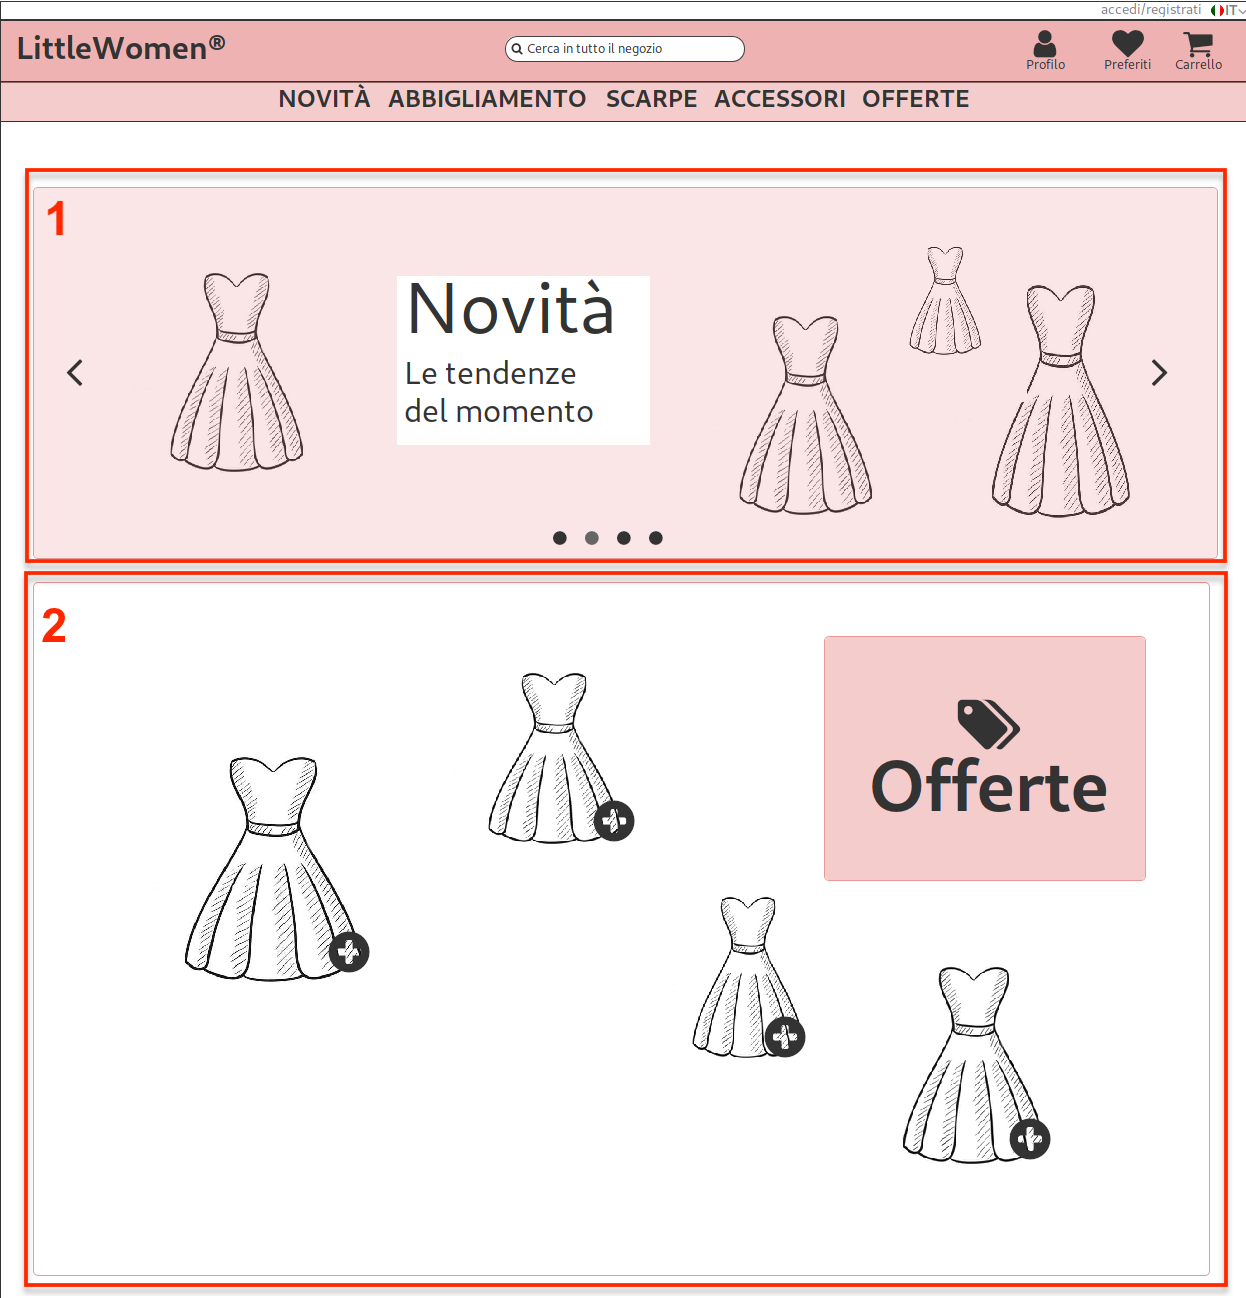 accedi/registrati IT
LittleWomen®
Cerca in tutto il negozio
Profilo Preferiti Carrello
NOVITÀ ABBIGLIAMENTO SCARPE ACCESSORI OFFERTE
1
Novità
Le tendenze
del momento
2
Offerte